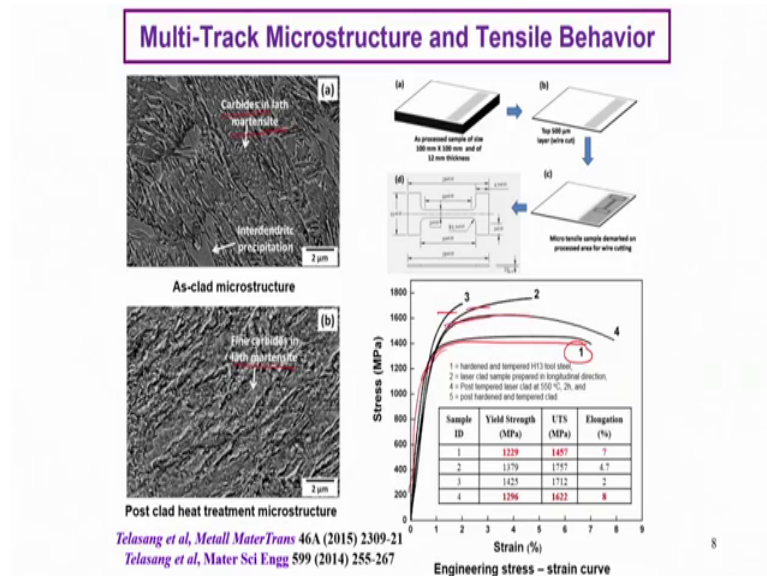 Multi-Track Microstructure and Tensile Behavior
(a)
Carbides in lath
martensite
Interdendritic
precipitation
2 µm
As-clad microstructure
(b)
Fine carbides in
lath martensite
2 µm
Post clad heat treatment microstructure
Telasang et al, Metall MaterTrans 46A (2015) 2309-21
Telasang et al, Mater Sci Engg 599 (2014) 255-267
(a)
As processed sample of size
100 mm X 100 mm and of
12 mm thickness
(b)
Top 500 µm
layer (wire cut)
(c)
Micro tensile sample demarked on
processed area for wire cutting
(d)
Stress (MPa)
1800
1600
1400
1200
1000
800
600
400
200
0
3
2
4
1
1 = hardened and tempered H13 tool steel,
2 = laser clad sample prepared in longitudinal direction,
4 = Post tempered laser clad at 550 °C, 2h, and
5 = post hardened and tempered clad.
Sample ID Yield Strength (MPa) UTS (MPa) Elongation (%)
1 1229 1457 7
2 1379 1757 4.7
3 1425 1712 2
4 1296 1622 8
0 1 2 3 4 5 6 7 8 9
Strain (%)
Engineering stress – strain curve
8